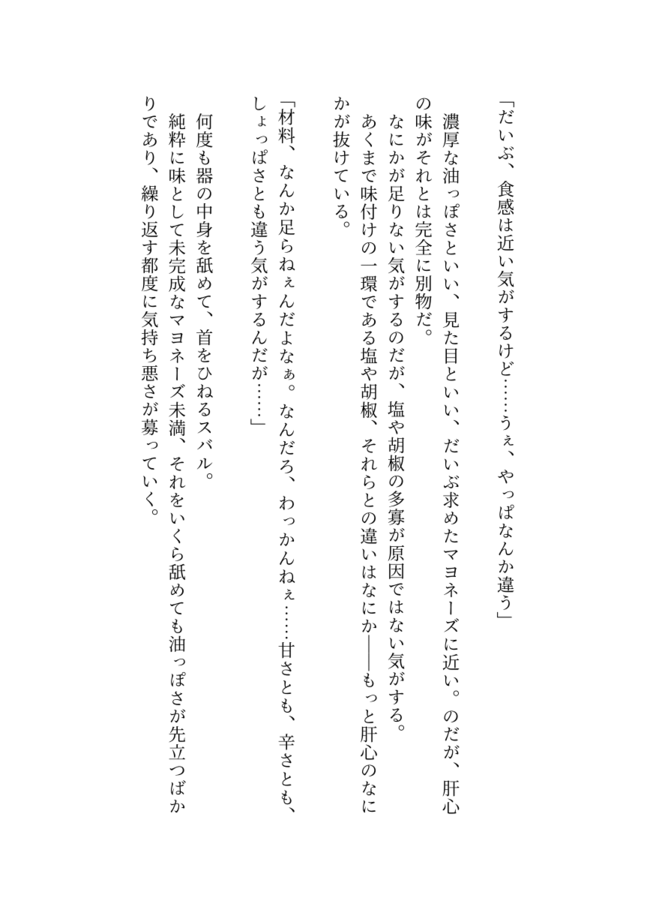 「だいぶ、食感は近い気がするけど……うぇ、やっぱなんか違う」
　濃厚な油っぽさといい、見た目といい、だいぶ求めたマヨネーズに近い。のだが、肝心
の味がそれとは完全に別物だ。
　なにかが足りない気がするのだが、塩や胡椒の多寡が原因ではない気がする。
　あくまで味付けの一環である塩や胡椒、それらとの違いはなにか――もっと肝心のなに
かが抜けている。
「材料、なんか足らねぇんだよなぁ。なんだろ、わっかんねぇ……甘さとも、辛さとも、
しょっぱさとも違う気がするんだが……」
　何度も器の中身を舐めて、首をひねるスバル。
　純粋に味として未完成なマヨネーズ未満、それをいくら舐めても油っぽさが先立つばか
りであり、繰り返す都度に気持ち悪さが募っていく。